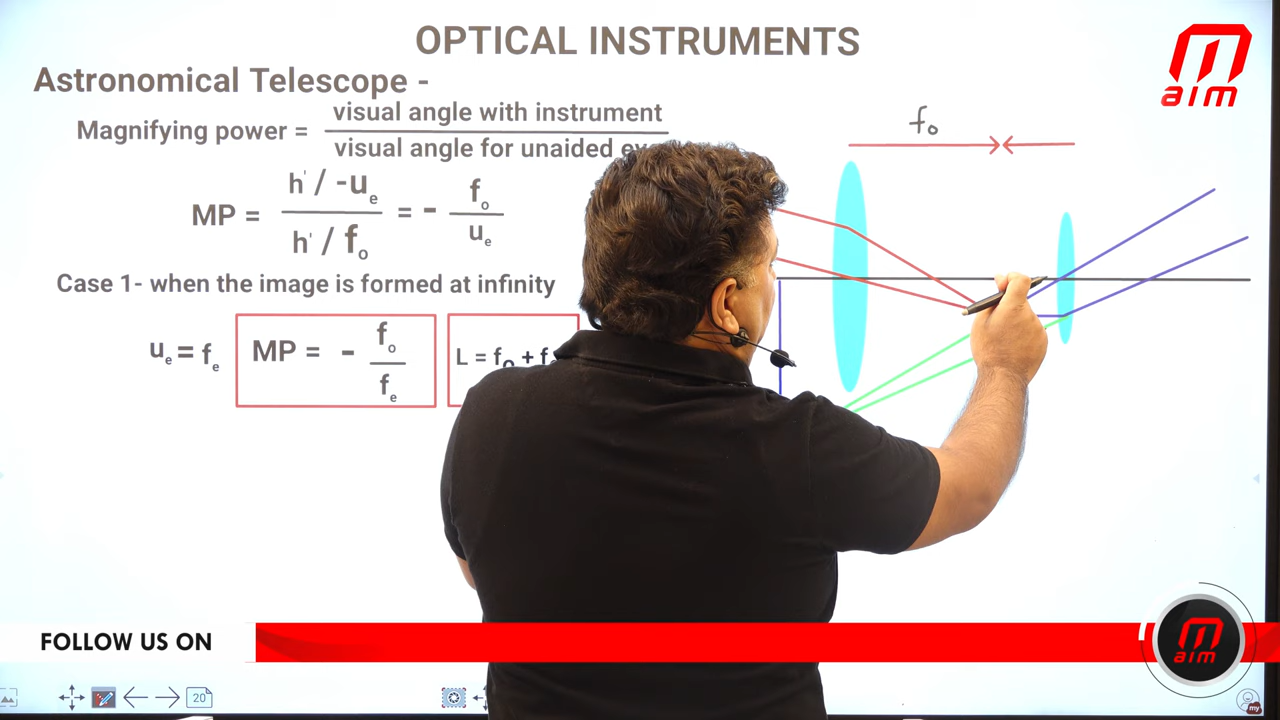 OPTICAL INSTRUMENTS
aim
Astronomical Telescope -
Magnifying power = visual angle with instrument
visual angle for unaided
MP = h' / -uₑ
h' / fₒ
= - fₒ
uₑ
fₒ
Case 1- when the image is formed at infinity
uₑ = fₑ
MP = - fₒ
fₑ
L = fₒ +
FOLLOW US ON
aim
20
my